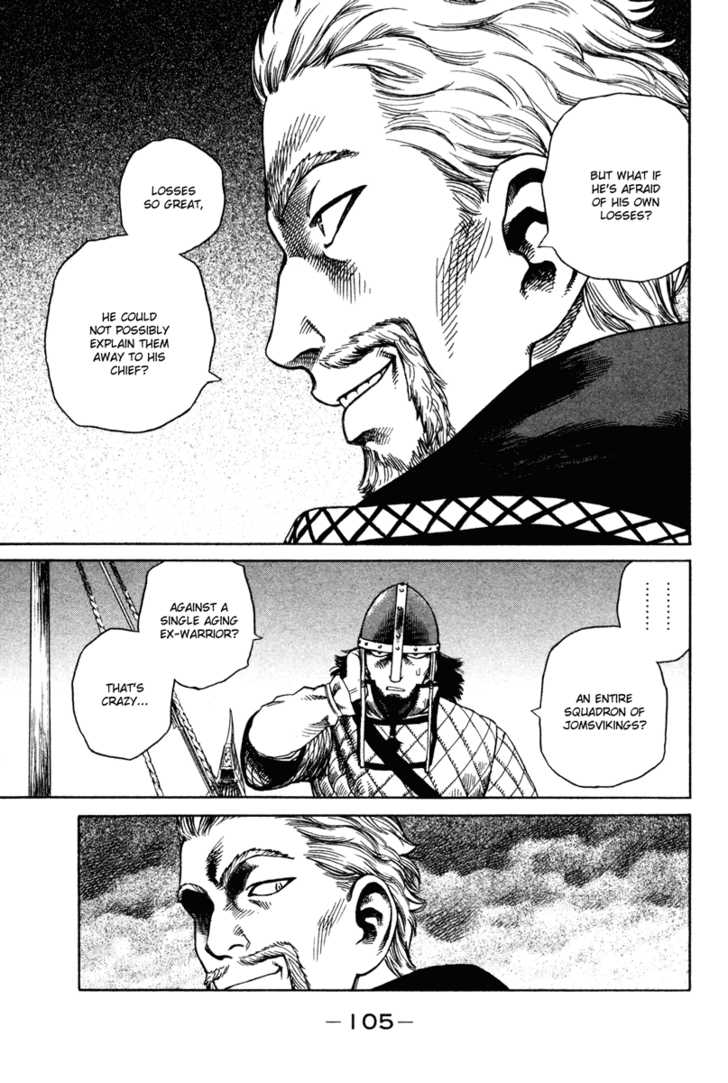 BUT WHAT IF
HE'S AFRAID
OF HIS OWN
LOSSES?
LOSSES
SO GREAT,
HE COULD
NOT POSSIBLY
EXPLAIN THEM
AWAY TO HIS
CHIEF?
......
......
AN ENTIRE
SQUADRON OF
JOMSVIKINGS?
AGAINST A
SINGLE AGING
EX-WARRIOR?
THAT'S
CRAZY...
—105—